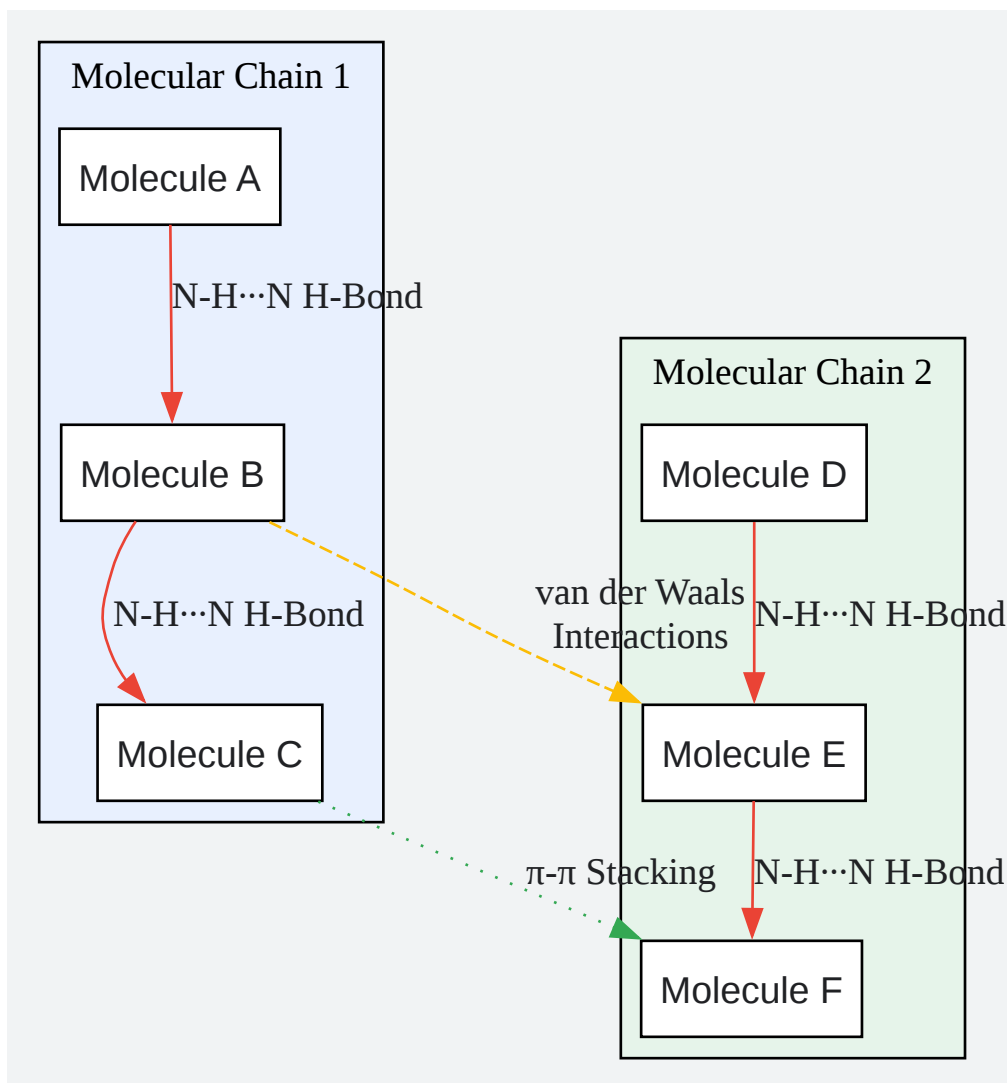 Molecular Chain 1
Molecule A
N-H···N H-Bond
Molecule B
N-H···N H-Bond
Molecule C
Molecular Chain 2
Molecule D
van der Waals
Interactions
N-H···N H-Bond
Molecule E
π-π Stacking
N-H···N H-Bond
Molecule F